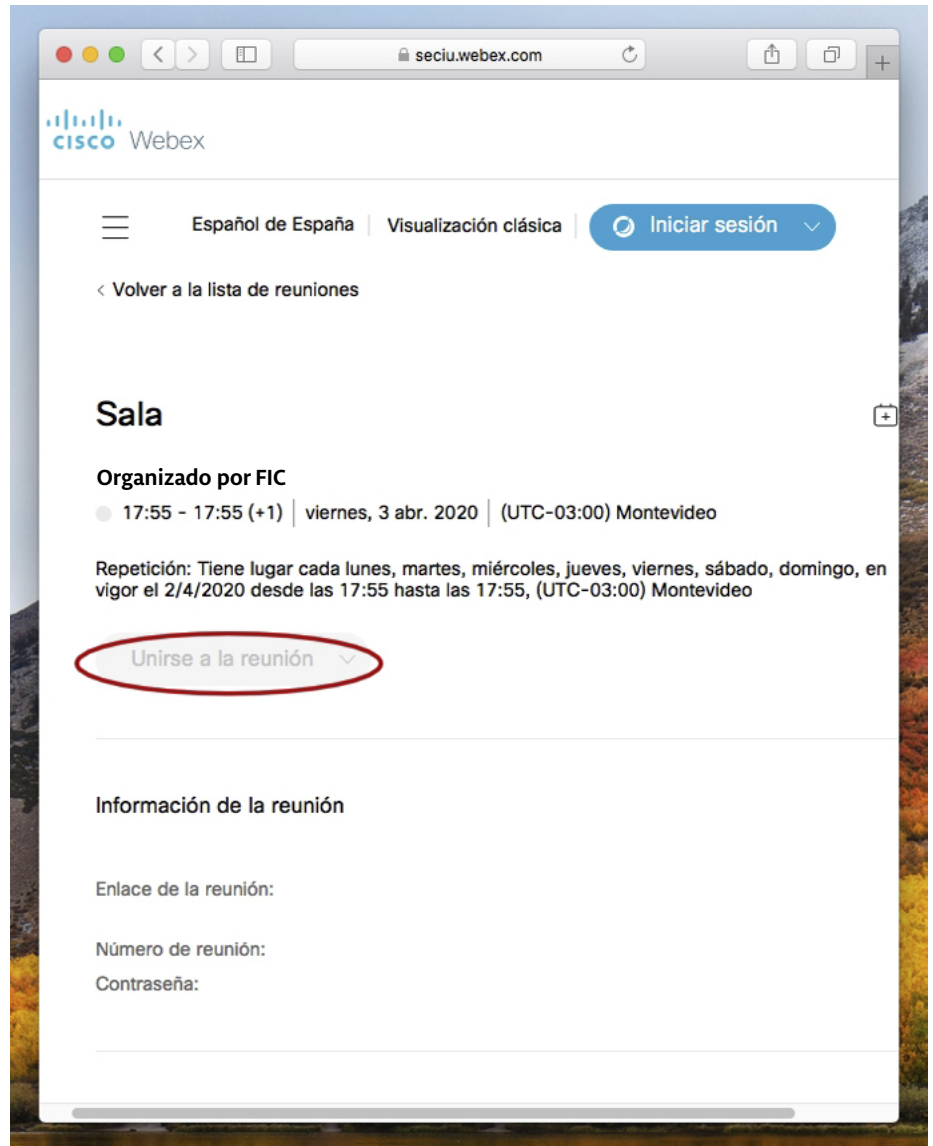 seciu.webex.com
CISCO Webex
Español de España Visualización clásica Iniciar sesión
< Volver a la lista de reuniones
Sala
Organizado por FIC
17:55 - 17:55 (+1) viernes, 3 abr. 2020 (UTC-03:00) Montevideo
Repetición: Tiene lugar cada lunes, martes, miércoles, jueves, viernes, sábado, domingo, en
vigor el 2/4/2020 desde las 17:55 hasta las 17:55, (UTC-03:00) Montevideo
Unirse a la reunión
Información de la reunión
Enlace de la reunión:
Número de reunión:
Contraseña: